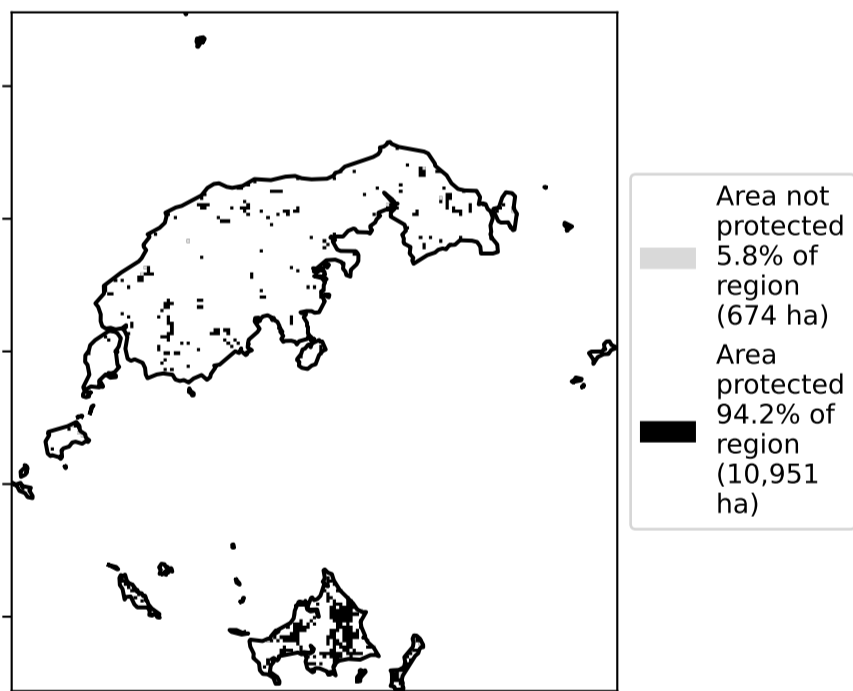 Area not
protected
5.8% of
region
(674 ha)
Area
protected
94.2% of
region
(10,951
ha)